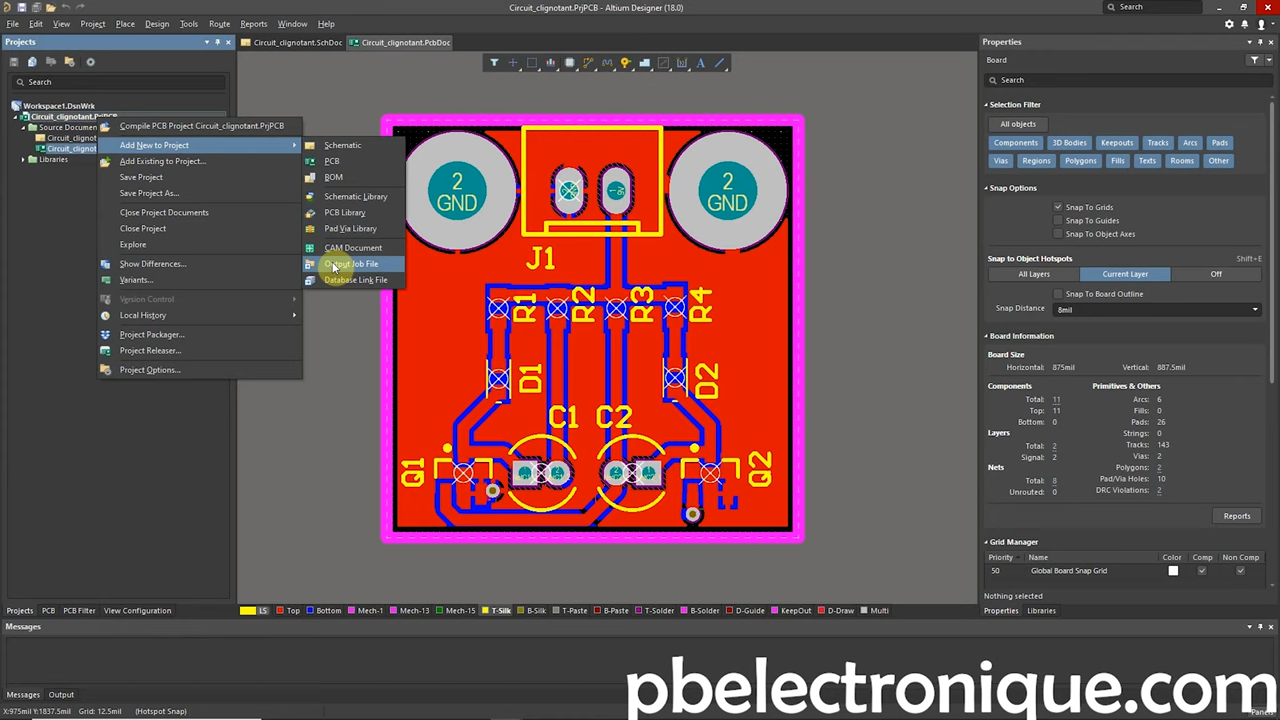 Circuit_clignotant.PrjPCB - Altium Designer (18.0)
Search
File Edit View Project Place Design Tools Route Reports Window Help
Projects
Circuit_clignotant.SchDoc Circuit_clignotant.PcbDoc
Search
Workspace1.DsnWrk
Circuit_clignotant.PrjPCB
Source Documen
Circuit_clignot
Circuit_clignot
Libraries
Compile PCB Project Circuit_clignotant.PrjPCB
Add New to Project
Add Existing to Project...
Save Project
Save Project As...
Close Project Documents
Close Project
Explore
Show Differences...
Variants...
Version Control
Local History
Project Packager...
Project Releaser...
Project Options...
Schematic
PCB
BOM
Schematic Library
PCB Library
Pad Via Library
CAM Document
Output Job File
Database Link File
2
GND
2
GND
J1
R1 R2 R3 R4
D1 D2
C1 C2
Q1 Q2
Properties
Board
Search
Selection Filter
All objects
Components 3D Bodies Keepouts Tracks Arcs Pads
Vias Regions Polygons Fills Texts Rooms Other
Snap Options
Snap To Grids
Snap To Guides
Snap To Object Axes
Snap to Object Hotspots Shift+E
All Layers Current Layer Off
Snap To Board Outline
Snap Distance 8mil
Board Information
Board Size
Horizontal: 875mil Vertical: 887.5mil
Components Primitives & Others
Total: 11 Arcs: 6
Top: 11 Fills: 0
Bottom: 0 Pads: 26
Layers Strings: 0
Total: 2 Tracks: 143
Signal: 2 Vias: 2
Nets Polygons: 2
Total: 8 Pad/Via Holes: 10
Unrouted: 0 DRC Violations: 2
Reports
Grid Manager
Priority Name Color Comp Non Comp
50 Global Board Snap Grid
Nothing selected
Projects PCB PCB Filter View Configuration
LS Top Bottom Mech-1 Mech-13 Mech-15 T-Silk B-Silk T-Paste B-Paste T-Solder B-Solder D-Guide KeepOut D-Draw Multi
Properties Libraries
Messages
Messages Output
X:975mil Y:1837.5mil Grid: 12.5mil (Hotspot Snap)
Panels
pbelectronique.com